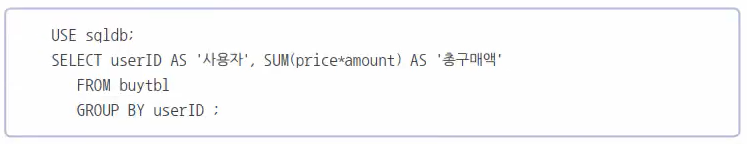 USE sqldb;
SELECT userID AS '사용자', SUM(price*amount) AS '총구매액'
FROM buytbl
GROUP BY userID ;